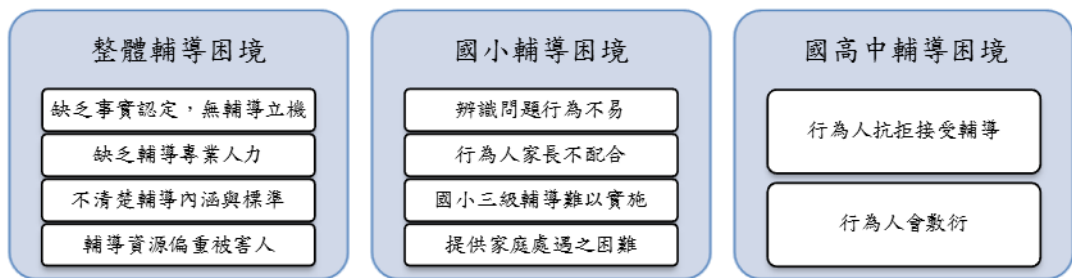 整體輔導困境
缺乏事實認定，無輔導立機
缺乏輔導專業人力
不清楚輔導內涵與標準
輔導資源偏重被害人
國小輔導困境
辨識問題行為不易
行為人家長不配合
國小三級輔導難以實施
提供家庭處遇之困難
國高中輔導困境
行為人抗拒接受輔導
行為人會敷衍